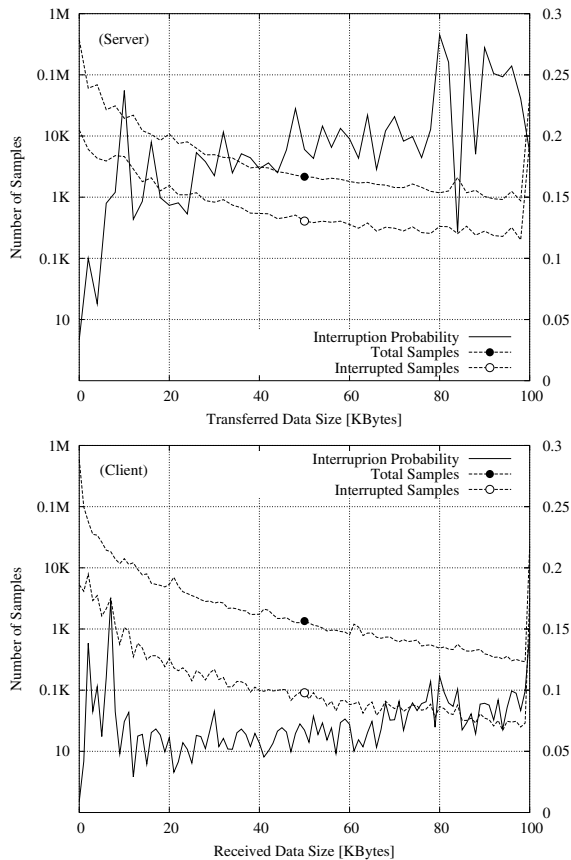 1M
0.3
(Server)
0.1M
0.25
10K
0.2
Number of Samples
1K
0.15
0.1K
0.1
10
0.05
Interruption Probability
Total Samples
Interrupted Samples
0
0 20 40 60 80 100
Transferred Data Size [KBytes]
1M
0.3
(Client)
Interruprion Probability
Total Samples
Interrupted Samples
0.1M
0.25
10K
0.2
Number of Samples
1K
0.15
0.1K
0.1
10
0.05
0
0 20 40 60 80 100
Received Data Size [KBytes]